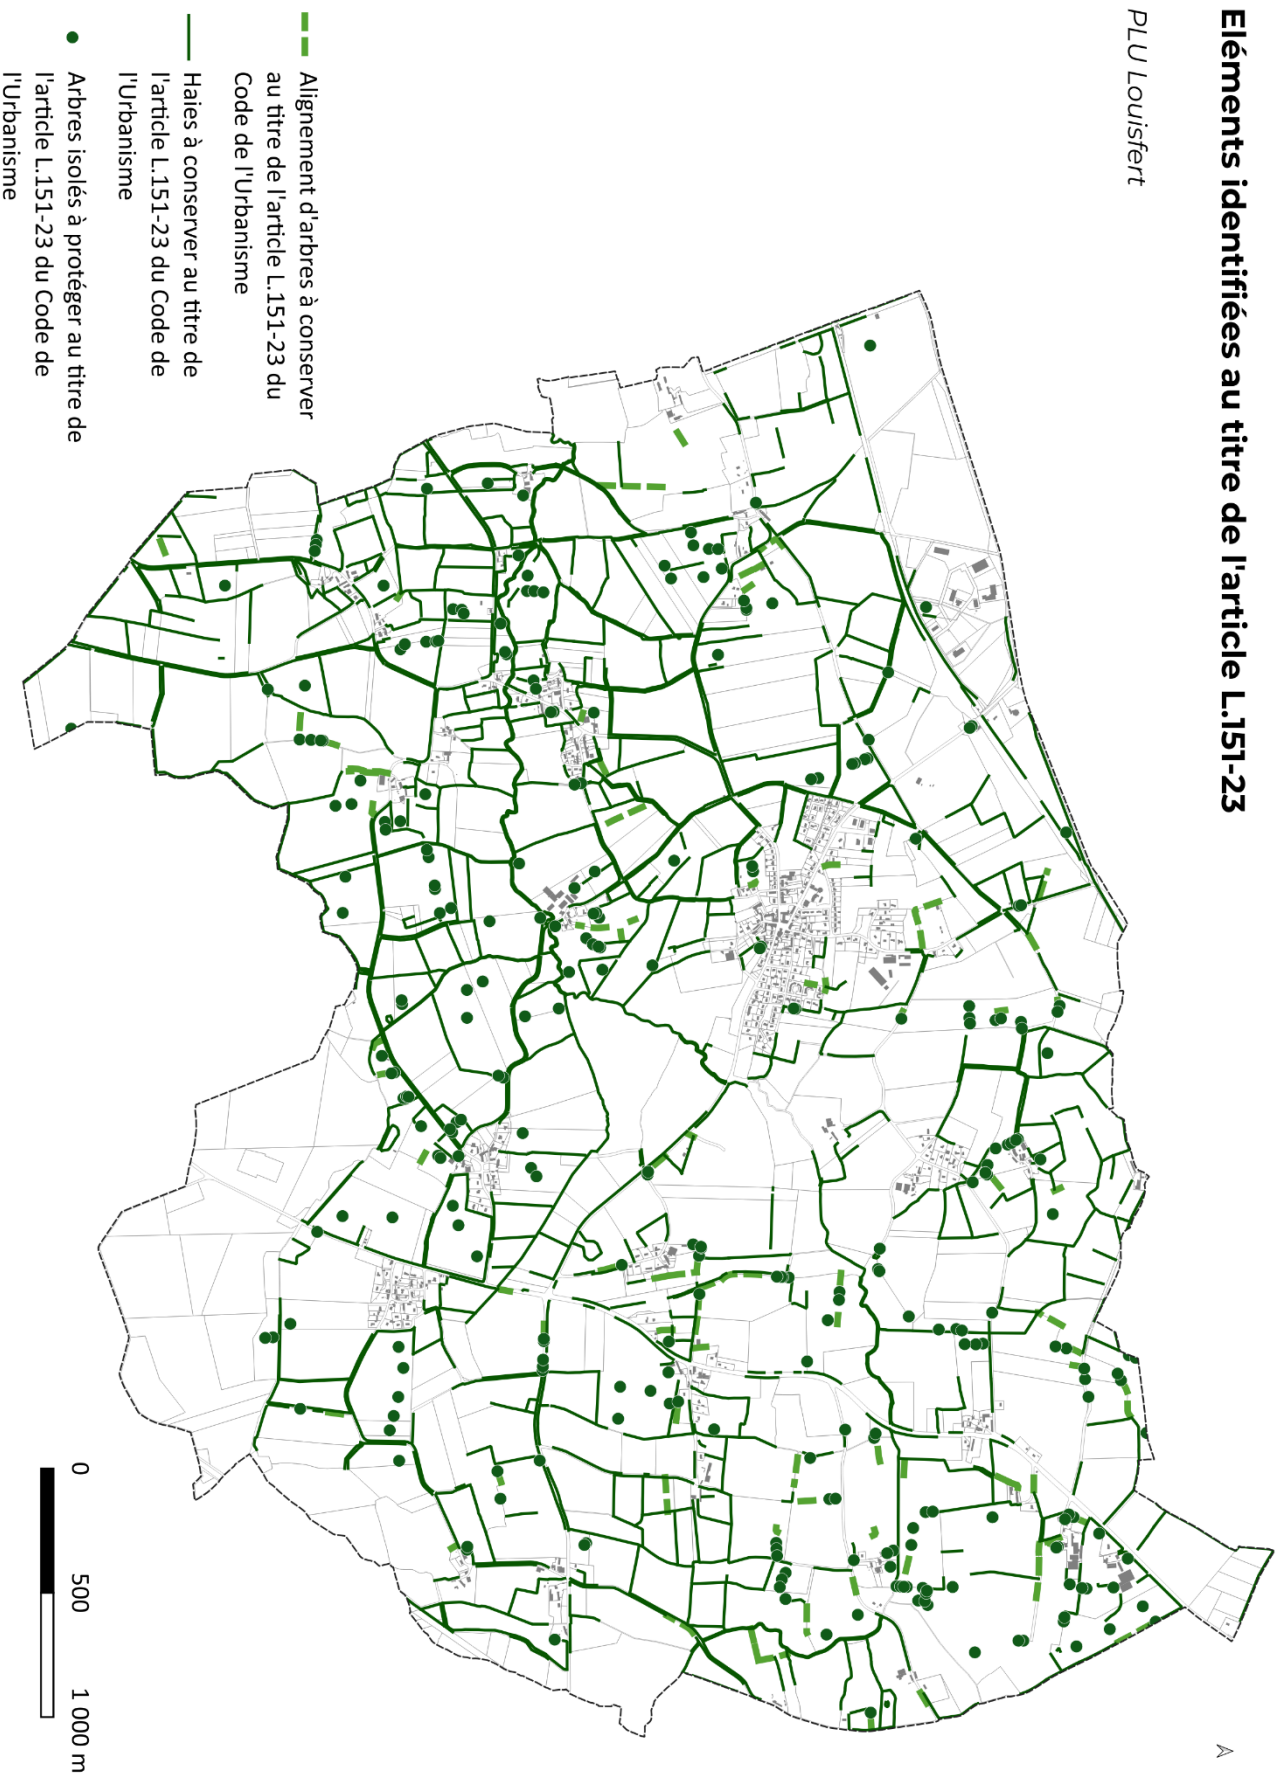 Eléments identifiées au titre de l'article L.151-23
PLU Louisfert
Alignement d'arbres à conserver
au titre de l'article L.151-23 du
Code de l'Urbanisme
Haies à conserver au titre de
l'article L.151-23 du Code de
l'Urbanisme
Arbres isolés à protéger au titre de
l'article L.151-23 du Code de
l'Urbanisme
0 500 1 000 m